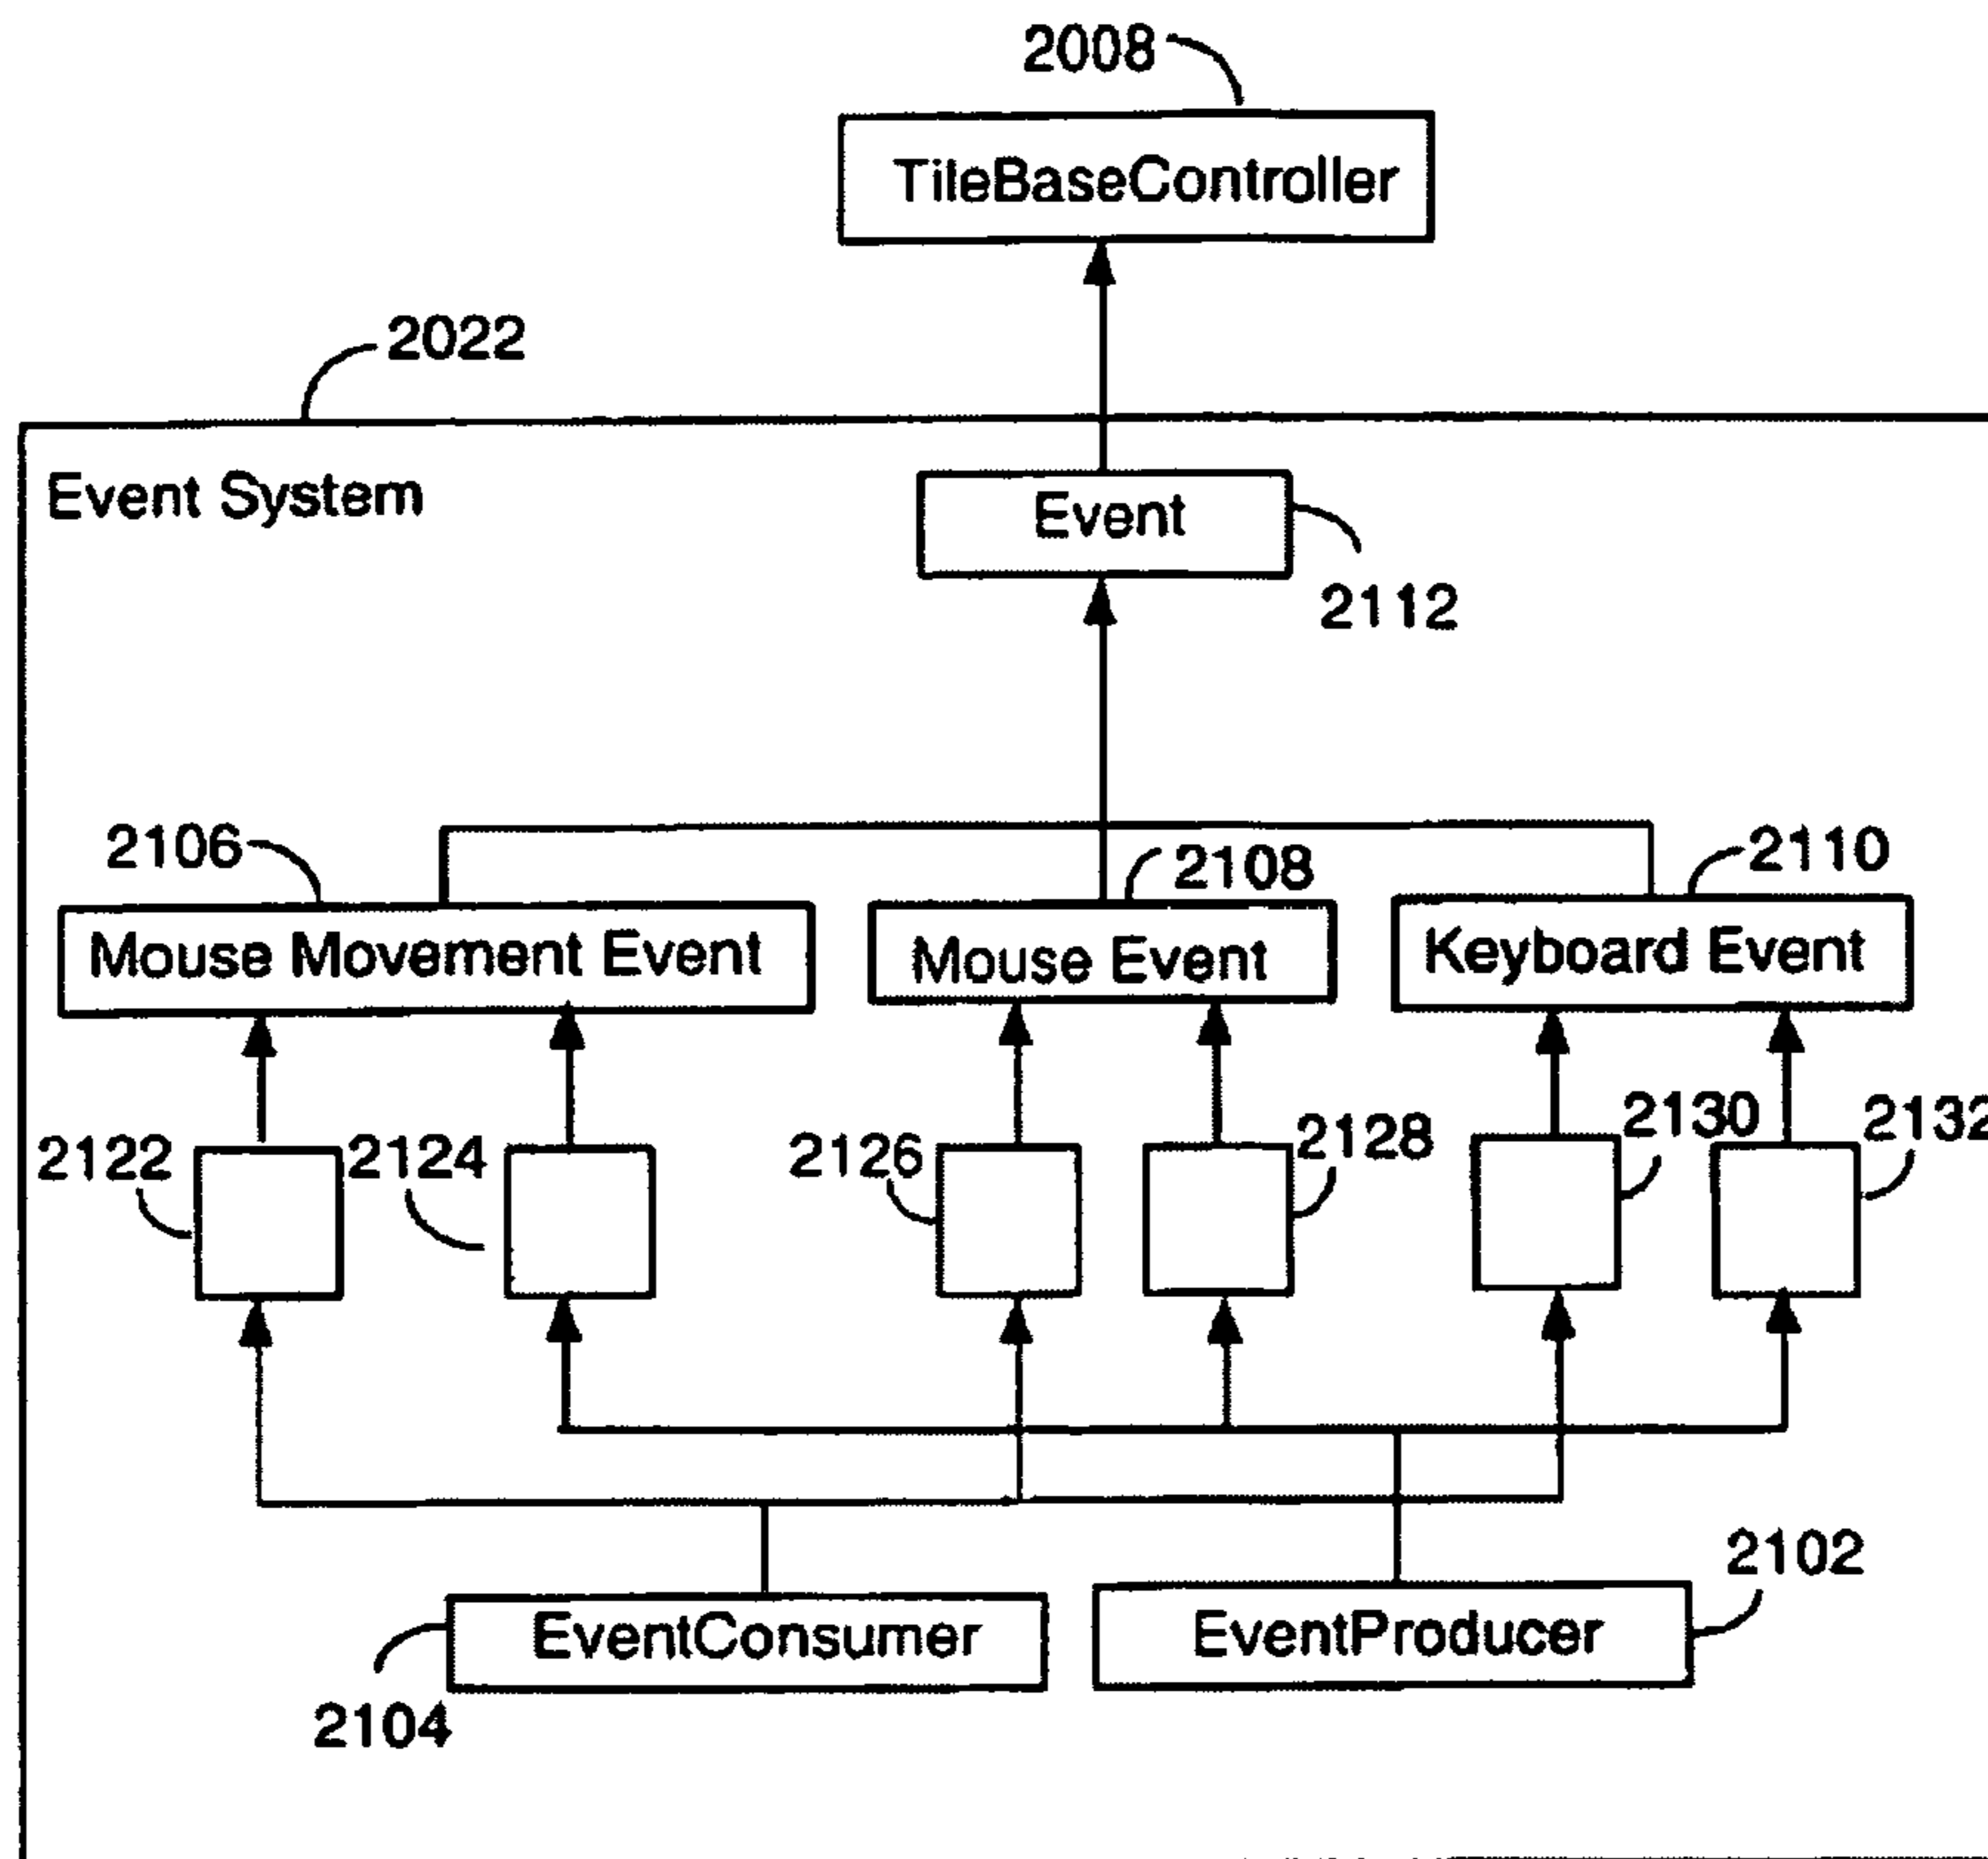 2008
TileBaseController
2022
Event System
Event
2112
2106
2108
2110
Mouse Movement Event
Mouse Event
Keyboard Event
2122
2124
2126
2128
2130
2132
EventConsumer
EventProducer
2102
2104